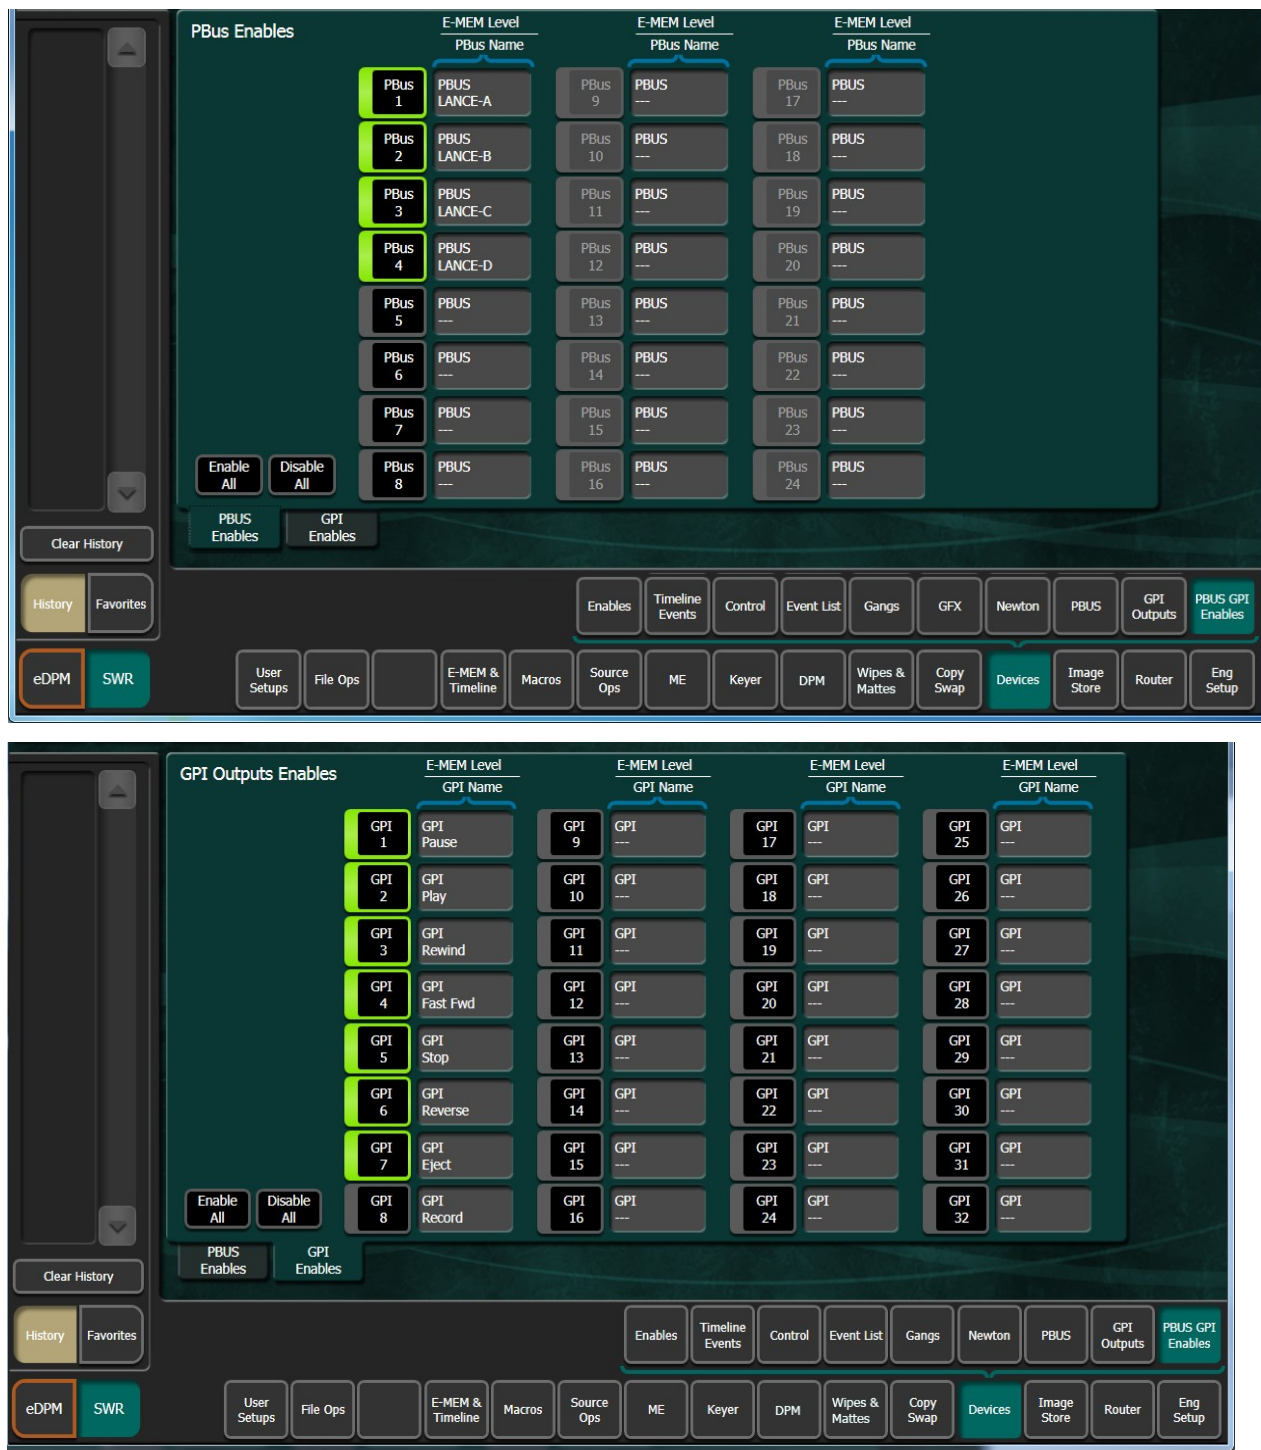 PBus Enables
E-MEM Level
PBus Name
E-MEM Level
PBus Name
E-MEM Level
PBus Name
PBus
1
PBUS
LANCE-A
PBus
9
PBUS
---
PBus
17
PBUS
---
PBus
2
PBUS
LANCE-B
PBus
10
PBUS
---
PBus
18
PBUS
---
PBus
3
PBUS
LANCE-C
PBus
11
PBUS
---
PBus
19
PBUS
---
PBus
4
PBUS
LANCE-D
PBus
12
PBUS
---
PBus
20
PBUS
---
PBus
5
PBUS
---
PBus
13
PBUS
---
PBus
21
PBUS
---
PBus
6
PBUS
---
PBus
14
PBUS
---
PBus
22
PBUS
---
PBus
7
PBUS
---
PBus
15
PBUS
---
PBus
23
PBUS
---
Enable
All
Disable
All
PBus
8
PBUS
---
PBus
16
PBUS
---
PBus
24
PBUS
---
PBUS
Enables
GPI
Enables
Clear History
History
Favorites
Enables
Timeline
Events
Control
Event List
Gangs
GFX
Newton
PBUS
GPI
Outputs
PBUS GPI
Enables
eDPM
SWR
User
Setups
File Ops
E-MEM &
Timeline
Macros
Source
Ops
ME
Keyer
DPM
Wipes &
Mattes
Copy
Swap
Devices
Image
Store
Router
Eng
Setup
GPI Outputs Enables
E-MEM Level
GPI Name
E-MEM Level
GPI Name
E-MEM Level
GPI Name
E-MEM Level
GPI Name
GPI
1
GPI
Pause
GPI
9
GPI
---
GPI
17
GPI
---
GPI
25
GPI
---
GPI
2
GPI
Play
GPI
10
GPI
---
GPI
18
GPI
---
GPI
26
GPI
---
GPI
3
GPI
Rewind
GPI
11
GPI
---
GPI
19
GPI
---
GPI
27
GPI
---
GPI
4
GPI
Fast Fwd
GPI
12
GPI
---
GPI
20
GPI
---
GPI
28
GPI
---
GPI
5
GPI
Stop
GPI
13
GPI
---
GPI
21
GPI
---
GPI
29
GPI
---
GPI
6
GPI
Reverse
GPI
14
GPI
---
GPI
22
GPI
---
GPI
30
GPI
---
GPI
7
GPI
Eject
GPI
15
GPI
---
GPI
23
GPI
---
GPI
31
GPI
---
Enable
All
Disable
All
GPI
8
GPI
Record
GPI
16
GPI
---
GPI
24
GPI
---
GPI
32
GPI
---
PBUS
Enables
GPI
Enables
Clear History
History
Favorites
Enables
Timeline
Events
Control
Event List
Gangs
Newton
PBUS
GPI
Outputs
PBUS GPI
Enables
eDPM
SWR
User
Setups
File Ops
E-MEM &
Timeline
Macros
Source
Ops
ME
Keyer
DPM
Wipes &
Mattes
Copy
Swap
Devices
Image
Store
Router
Eng
Setup